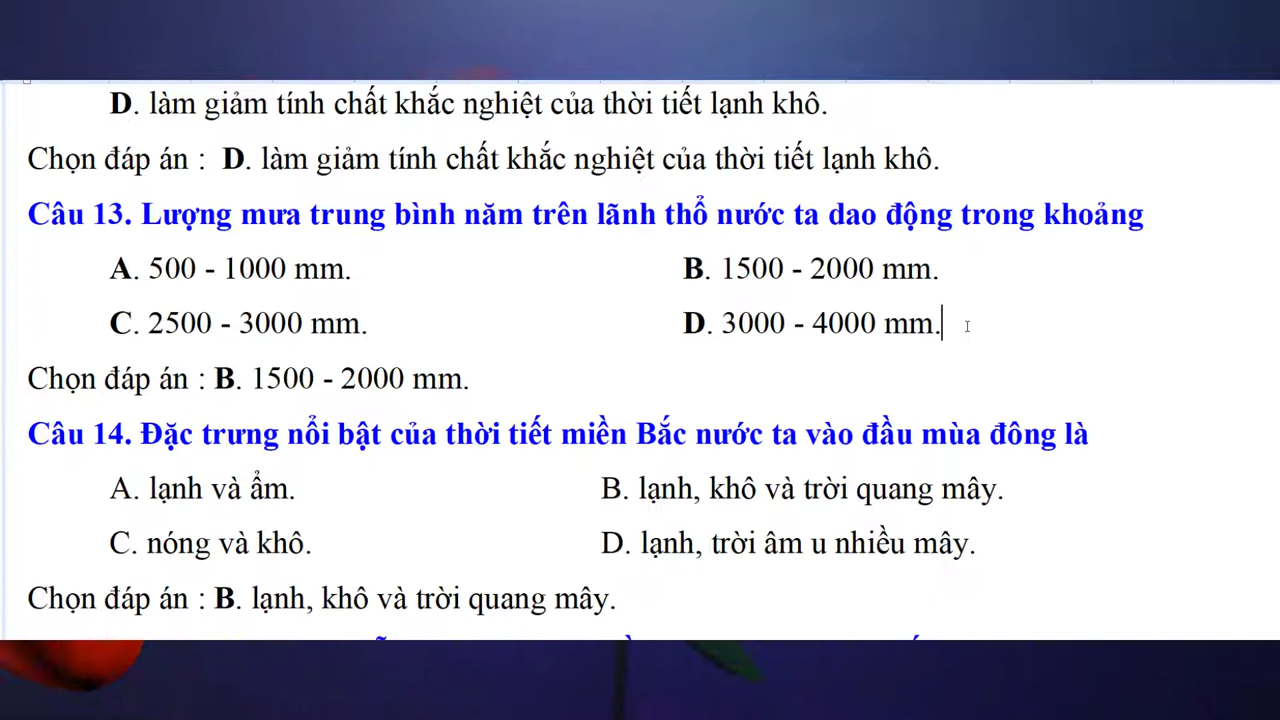 D. làm giảm tính chất khắc nghiệt của thời tiết lạnh khô.
Chọn đáp án : D. làm giảm tính chất khắc nghiệt của thời tiết lạnh khô.
Câu 13. Lượng mưa trung bình năm trên lãnh thổ nước ta dao động trong khoảng
A. 500 - 1000 mm. B. 1500 - 2000 mm.
C. 2500 - 3000 mm. D. 3000 - 4000 mm.
Chọn đáp án : B. 1500 - 2000 mm.
Câu 14. Đặc trưng nổi bật của thời tiết miền Bắc nước ta vào đầu mùa đông là
A. lạnh và ẩm. B. lạnh, khô và trời quang mây.
C. nóng và khô. D. lạnh, trời âm u nhiều mây.
Chọn đáp án : B. lạnh, khô và trời quang mây.